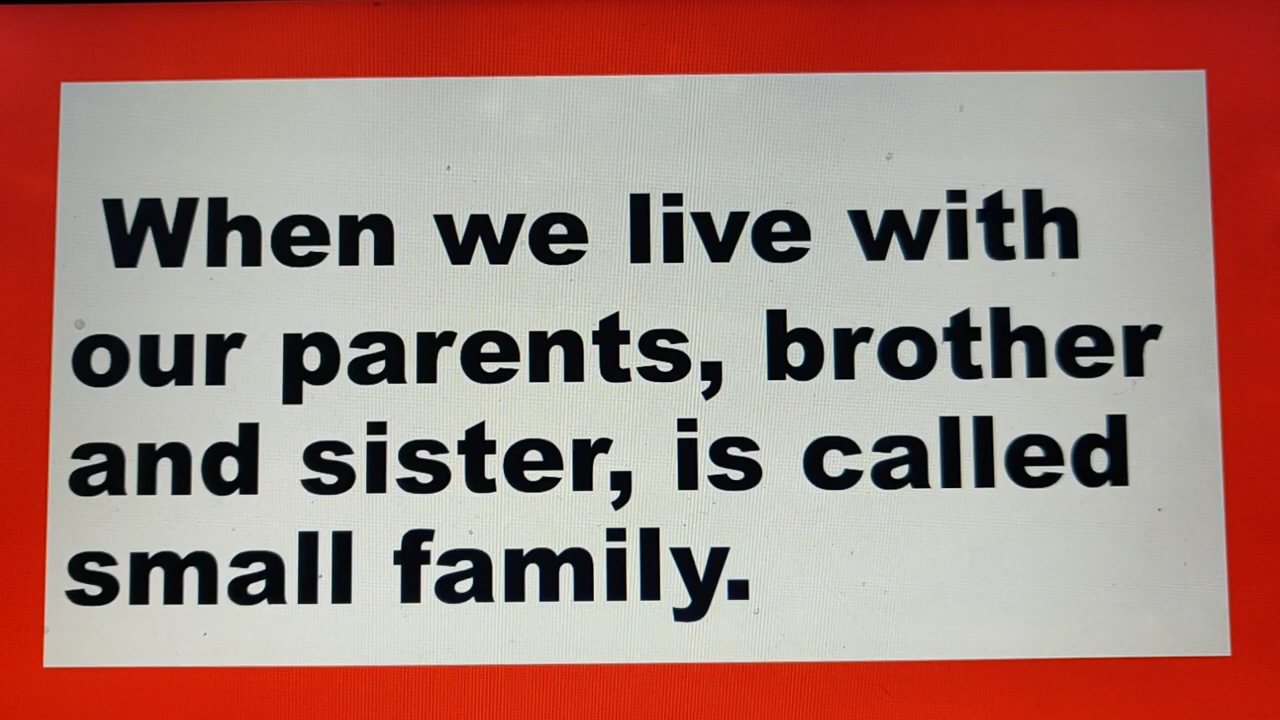 When we live with
our parents, brother
and sister, is called
small family.